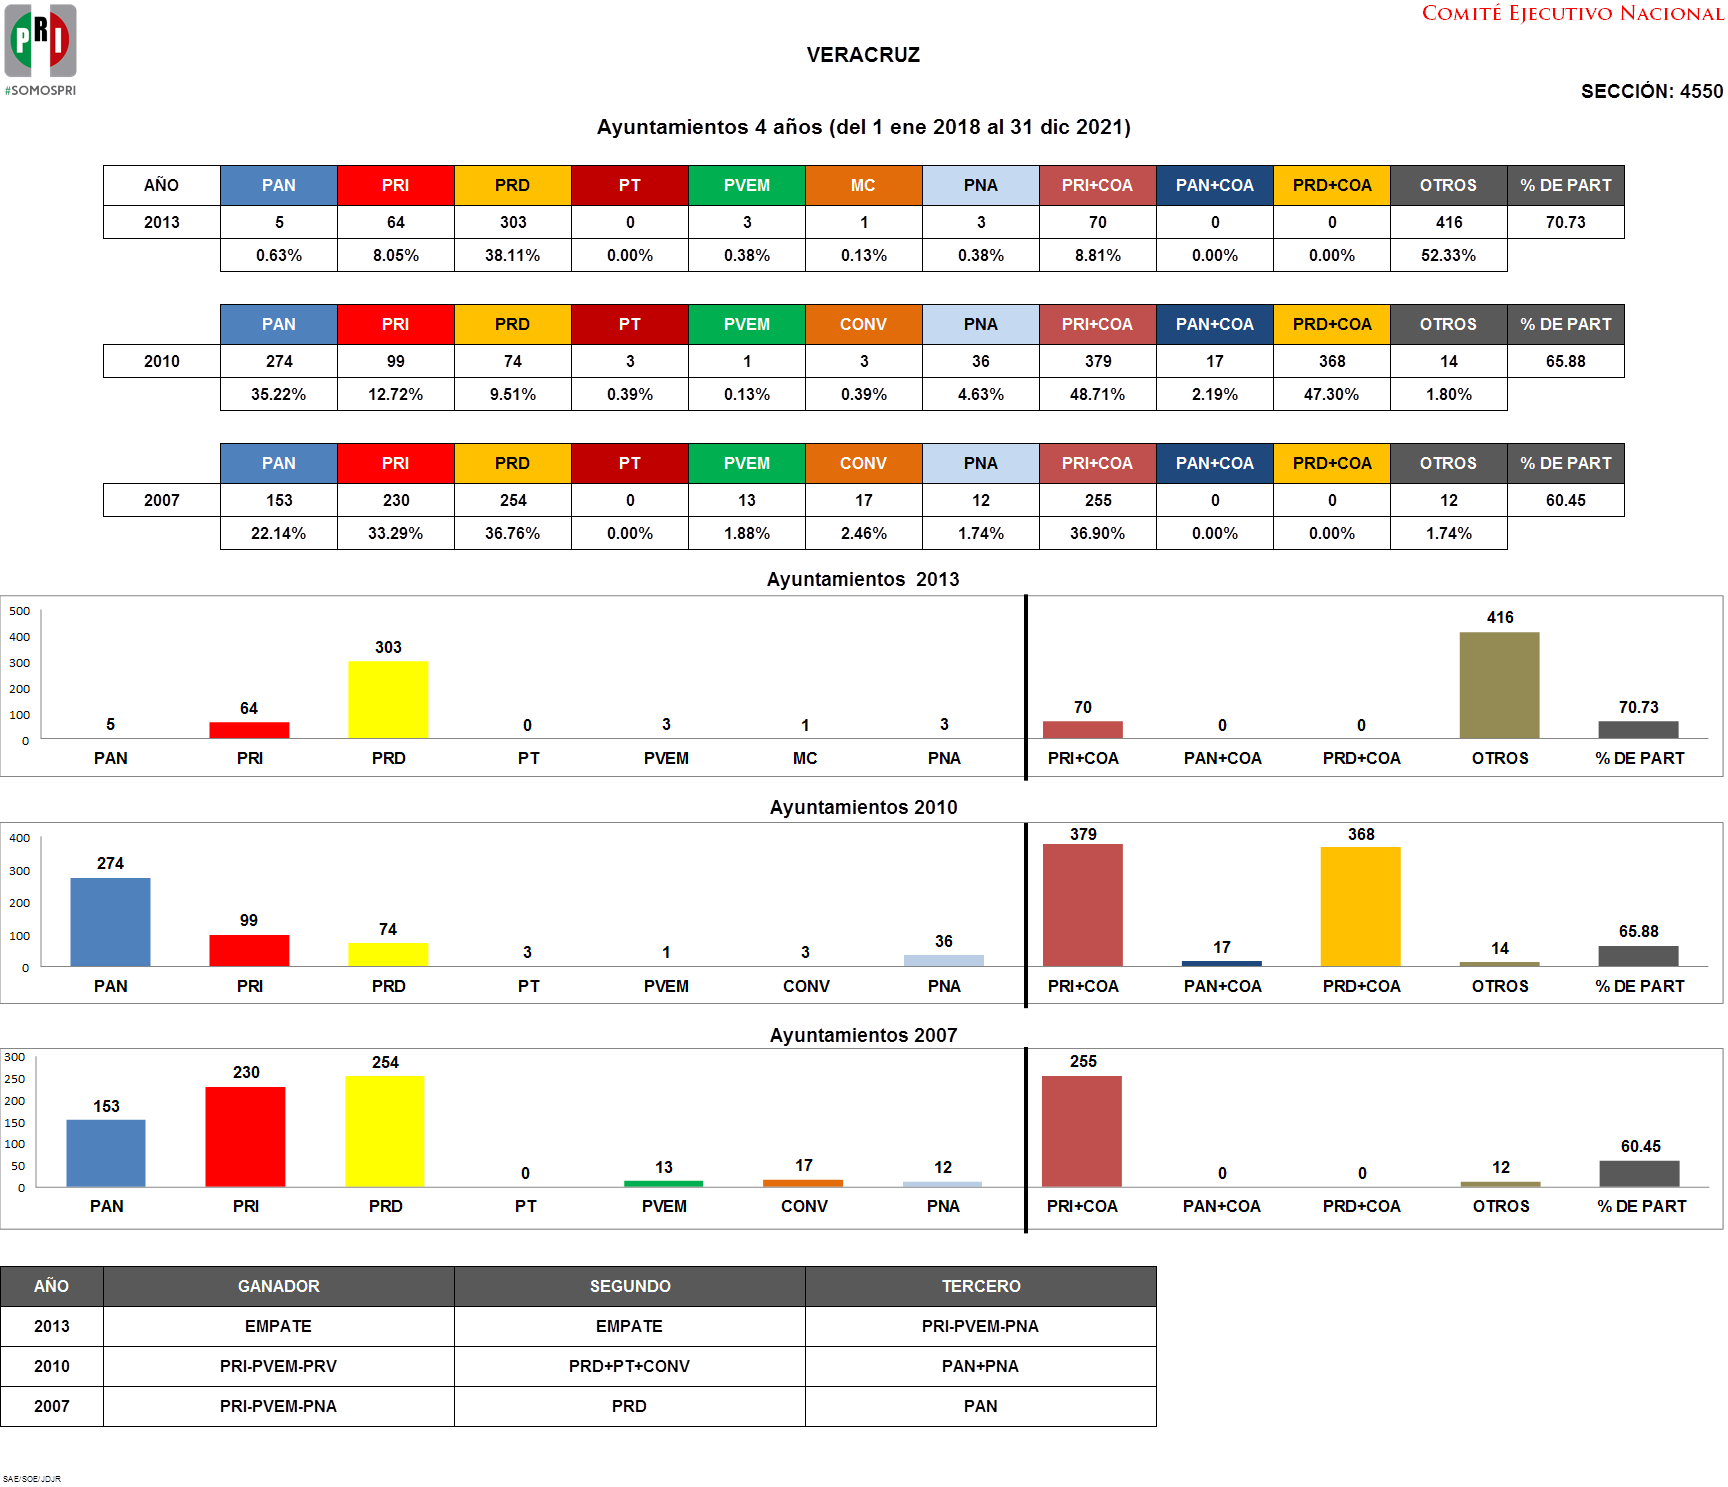 PRI
#SOMOSPRI
COMITÉ EJECUTIVO NACIONAL
VERACRUZ
SECCIÓN: 4550
Ayuntamientos 4 años (del 1 ene 2018 al 31 dic 2021)
AÑO PAN PRI PRD PT PVEM MC PNA PRI+COA PAN+COA PRD+COA OTROS % DE PART
2013 5 64 303 0 3 1 3 70 0 0 416 70.73
0.63% 8.05% 38.11% 0.00% 0.38% 0.13% 0.38% 8.81% 0.00% 0.00% 52.33%
PAN PRI PRD PT PVEM CONV PNA PRI+COA PAN+COA PRD+COA OTROS % DE PART
2010 274 99 74 3 1 3 36 379 17 368 14 65.88
35.22% 12.72% 9.51% 0.39% 0.13% 0.39% 4.63% 48.71% 2.19% 47.30% 1.80%
PAN PRI PRD PT PVEM CONV PNA PRI+COA PAN+COA PRD+COA OTROS % DE PART
2007 153 230 254 0 13 17 12 255 0 0 12 60.45
22.14% 33.29% 36.76% 0.00% 1.88% 2.46% 1.74% 36.90% 0.00% 0.00% 1.74%
Ayuntamientos 2013
500
400
300
200
100
0
5 64 303 0 3 1 3 70 0 0 416 70.73
PAN PRI PRD PT PVEM MC PNA PRI+COA PAN+COA PRD+COA OTROS % DE PART
Ayuntamientos 2010
400
300
200
100
0
274 99 74 3 1 3 36 379 17 368 14 65.88
PAN PRI PRD PT PVEM CONV PNA PRI+COA PAN+COA PRD+COA OTROS % DE PART
Ayuntamientos 2007
300
250
200
150
100
50
0
153 230 254 0 13 17 12 255 0 0 12 60.45
PAN PRI PRD PT PVEM CONV PNA PRI+COA PAN+COA PRD+COA OTROS % DE PART
AÑO GANADOR SEGUNDO TERCERO
2013 EMPATE EMPATE PRI-PVEM-PNA
2010 PRI-PVEM-PRV PRD+PT+CONV PAN+PNA
2007 PRI-PVEM-PNA PRD PAN
SAE/SOE/JDJR